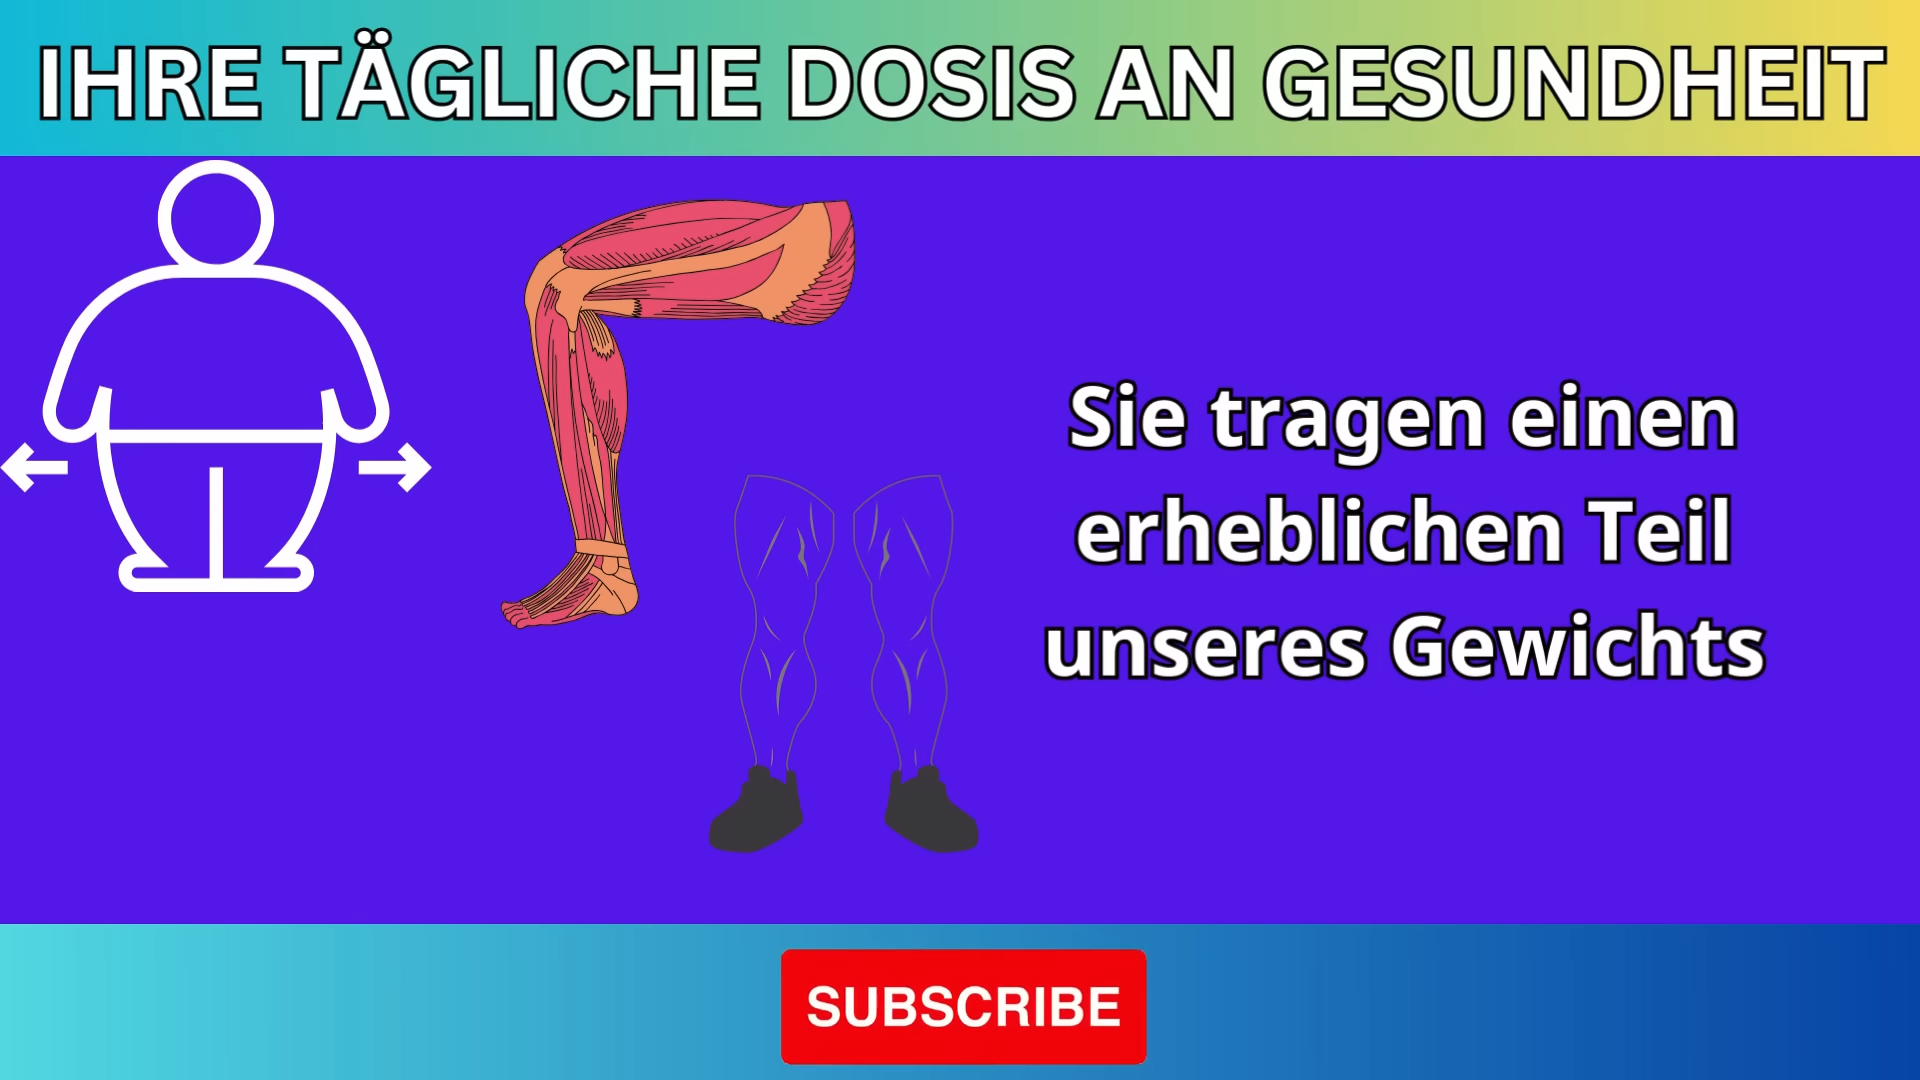 IHRE TÄGLICHE DOSIS AN GESUNDHEIT
Sie tragen einen
erheblichen Teil
unseres Gewichts
SUBSCRIBE